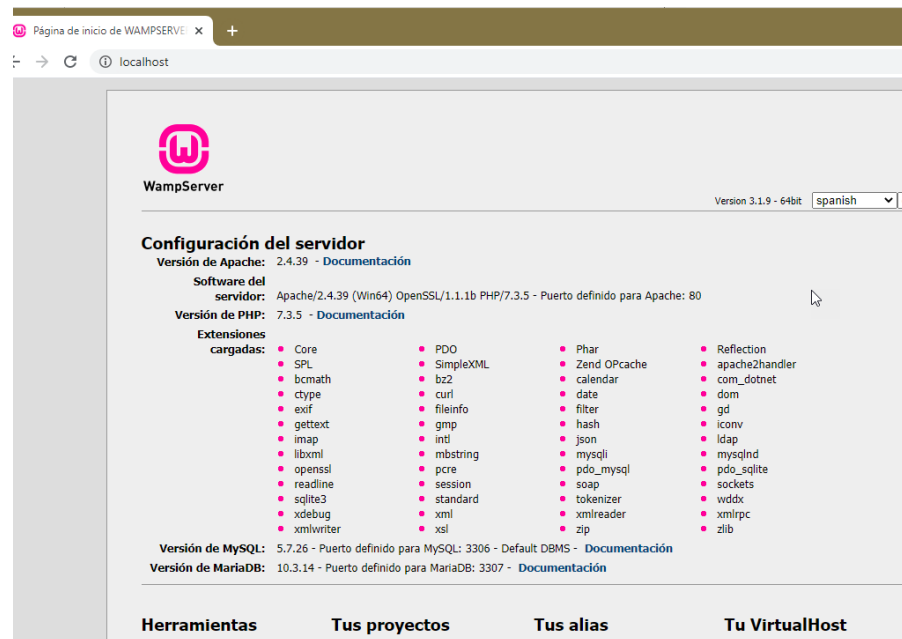 Página de inicio de WAMPSERVE
localhost
WampServer
Version 3.1.9 - 64bit spanish
Configuración del servidor
Versión de Apache: 2.4.39 - Documentación
Software del
servidor: Apache/2.4.39 (Win64) OpenSSL/1.1.1b PHP/7.3.5 - Puerto definido para Apache: 80
Versión de PHP: 7.3.5 - Documentación
Extensiones
cargadas: Core PDO Phar Reflection
SPL SimpleXML Zend OPcache apache2handler
bcmath bz2 calendar com_dotnet
ctype curl date dom
exif fileinfo filter gd
gettext gmp hash iconv
imap intl json ldap
libxml mbstring mysqli mysqlnd
openssl pcre pdo_mysql pdo_sqlite
readline session soap sockets
sqlite3 standard tokenizer wddx
xdebug xml xmlreader xmlrpc
xmlwriter xsl zip zlib
Versión de MySQL: 5.7.26 - Puerto definido para MySQL: 3306 - Default DBMS - Documentación
Versión de MariaDB: 10.3.14 - Puerto definido para MariaDB: 3307 - Documentación
Herramientas Tus proyectos Tus alias Tu VirtualHost